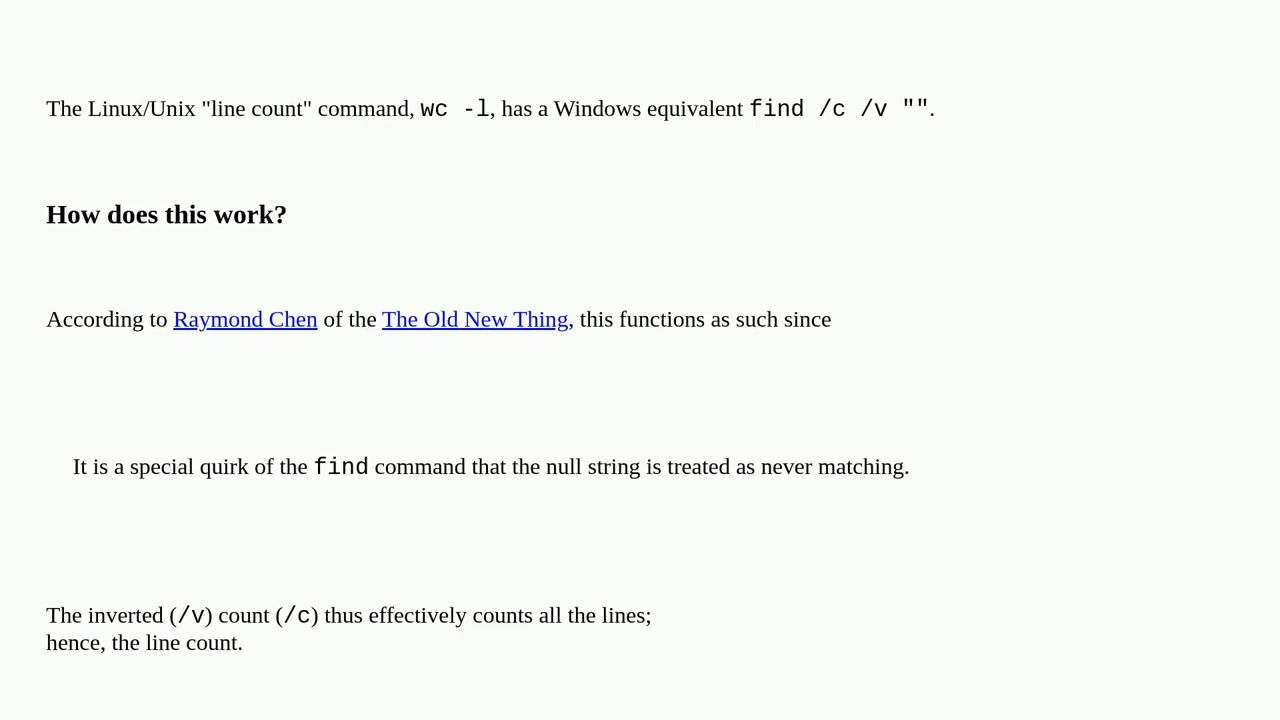 The Linux/Unix "line count" command, wc -l, has a Windows equivalent find /c /v "".
How does this work?
According to Raymond Chen of the The Old New Thing, this functions as such since
It is a special quirk of the find command that the null string is treated as never matching.
The inverted (/v) count (/c) thus effectively counts all the lines;
hence, the line count.